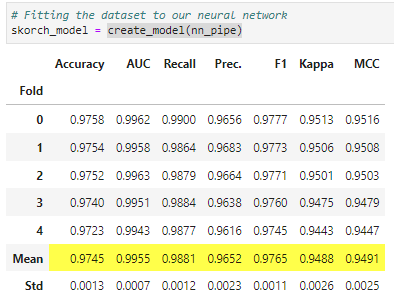 # Fitting the dataset to our neural network
skorch_model = create_model(nn_pipe)
Accuracy AUC Recall Prec. F1 Kappa MCC
Fold
0 0.9758 0.9962 0.9900 0.9656 0.9777 0.9513 0.9516
1 0.9754 0.9958 0.9864 0.9683 0.9773 0.9506 0.9508
2 0.9752 0.9963 0.9879 0.9664 0.9771 0.9501 0.9503
3 0.9740 0.9951 0.9884 0.9638 0.9760 0.9475 0.9479
4 0.9723 0.9943 0.9877 0.9616 0.9745 0.9443 0.9447
Mean 0.9745 0.9955 0.9881 0.9652 0.9765 0.9488 0.9491
Std 0.0013 0.0007 0.0012 0.0023 0.0011 0.0026 0.0025